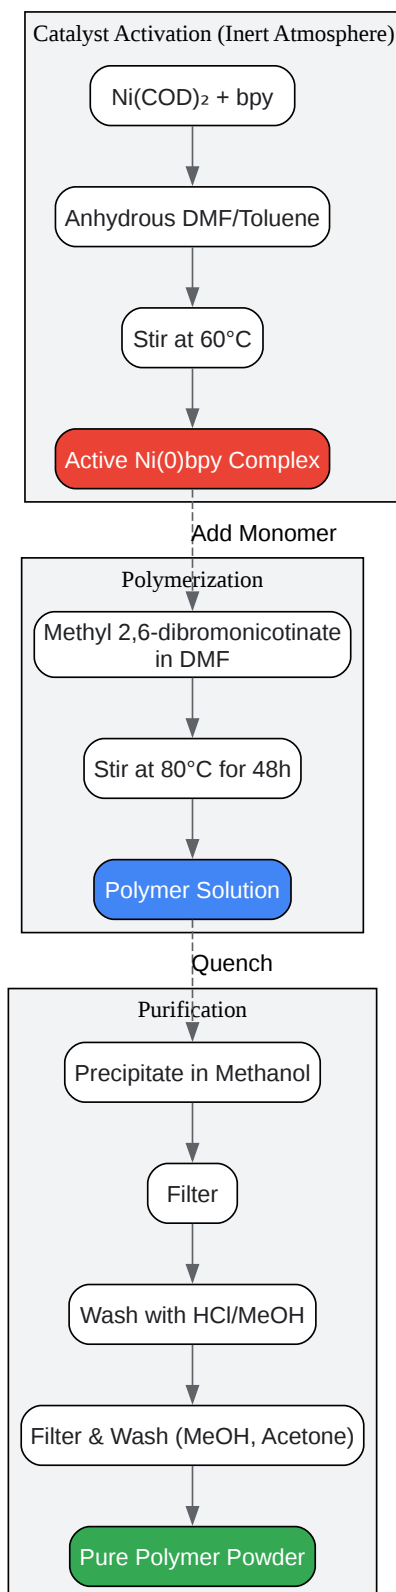 Catalyst Activation (Inert Atmosphere)
Ni(COD)₂ + bpy
Anhydrous DMF/Toluene
Stir at 60°C
Active Ni(0)bpy Complex
Add Monomer
Polymerization
Methyl 2,6-dibromonicotinate
in DMF
Stir at 80°C for 48h
Polymer Solution
Quench
Purification
Precipitate in Methanol
Filter
Wash with HCl/MeOH
Filter & Wash (MeOH, Acetone)
Pure Polymer Powder